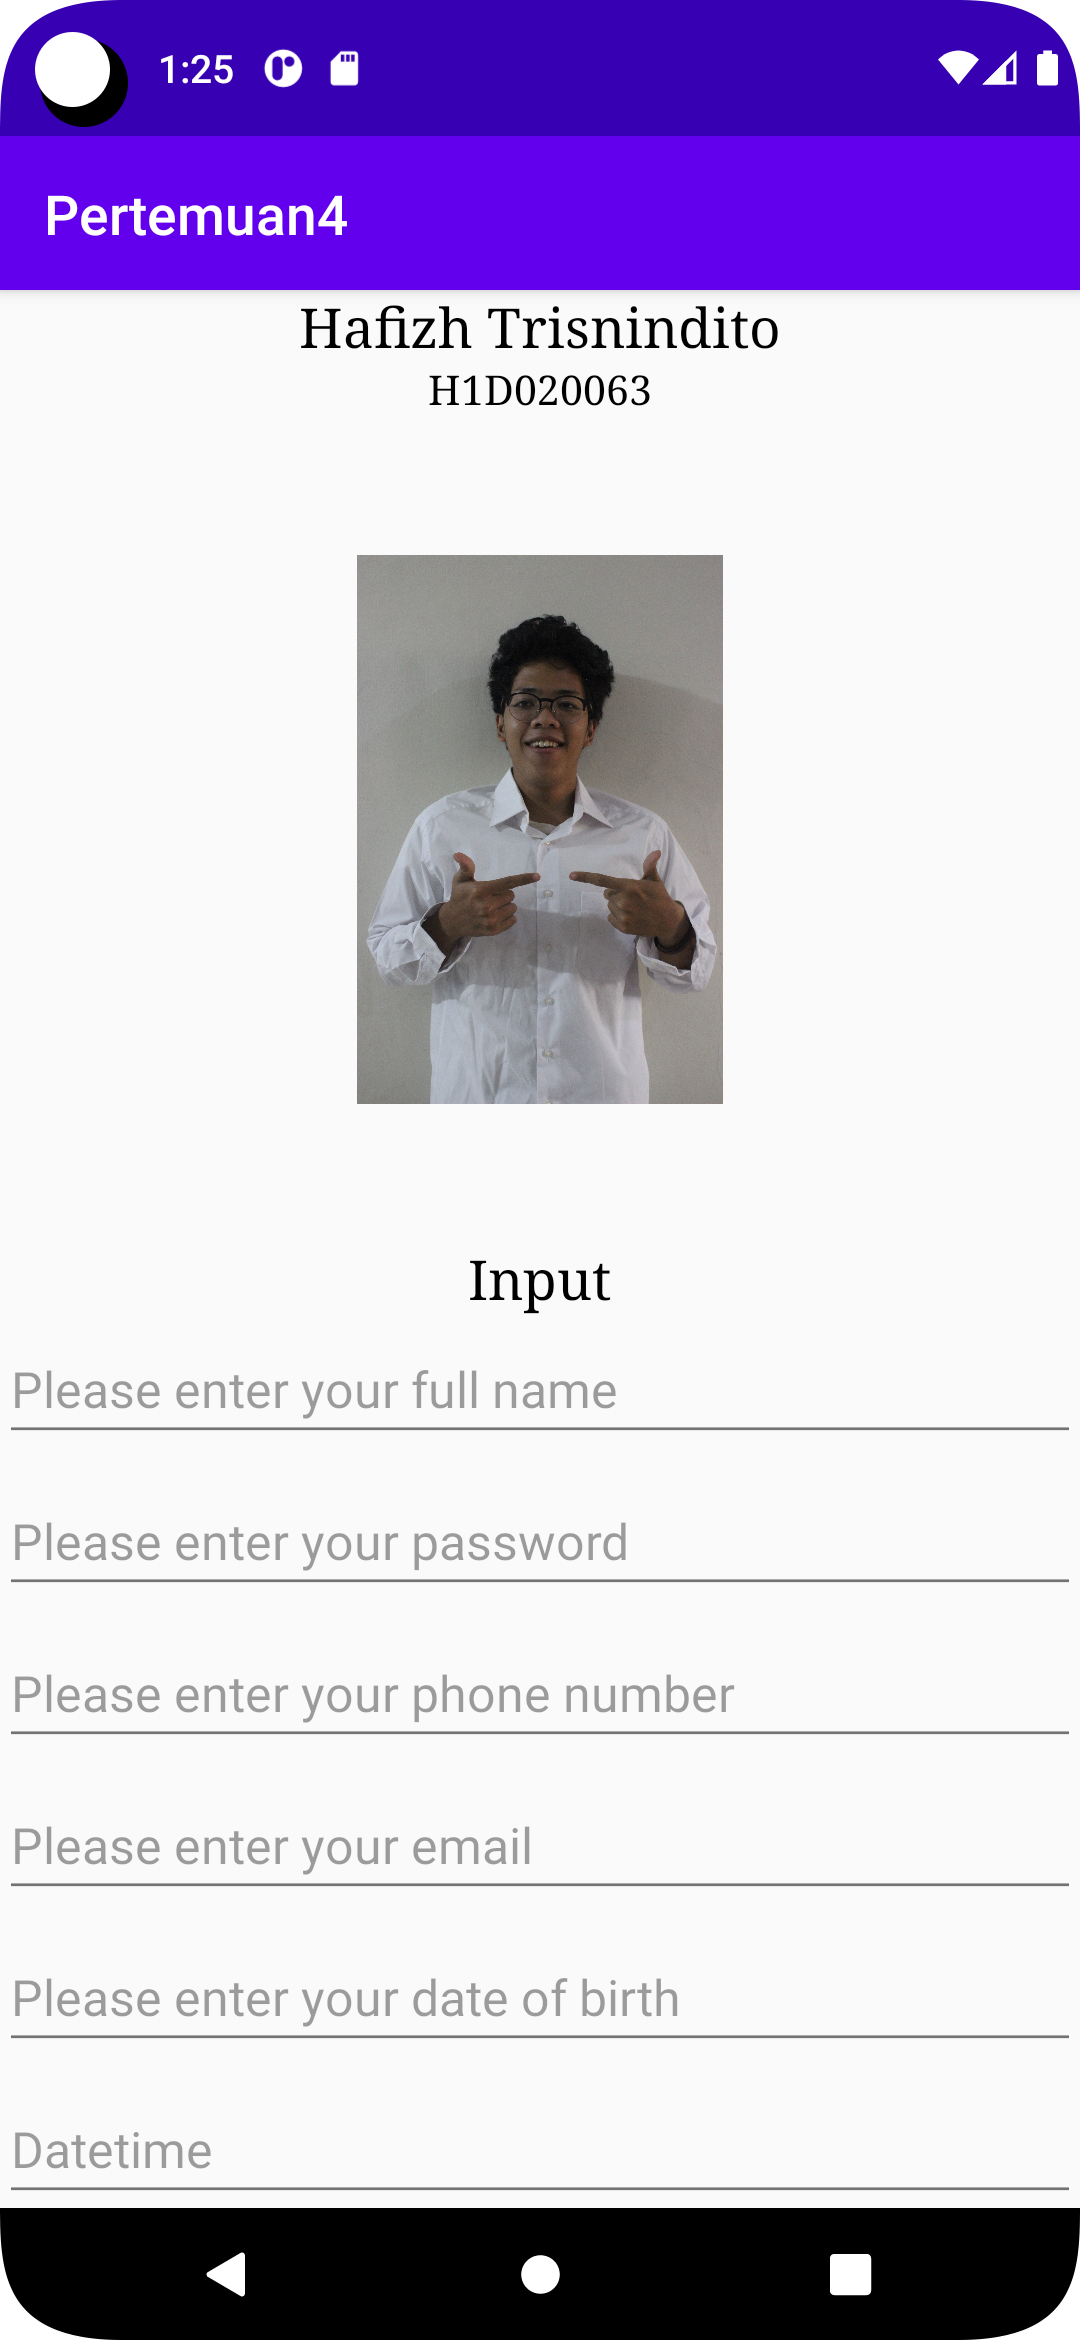 1:25
Pertemuan4
Hafizh Trisnindito
H1D020063
Input
Please enter your full name
Please enter your password
Please enter your phone number
Please enter your email
Please enter your date of birth
Datetime